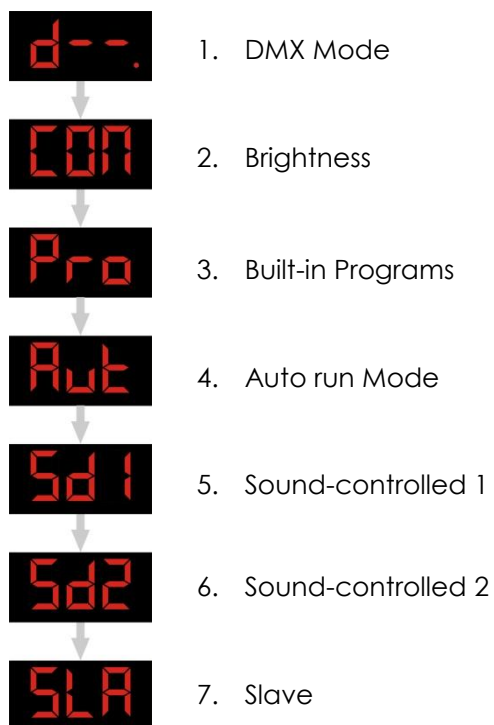 d--.
1. DMX Mode
COM
2. Brightness
Pro
3. Built-in Programs
Aut
4. Auto run Mode
Sd1
5. Sound-controlled 1
Sd2
6. Sound-controlled 2
SLA
7. Slave